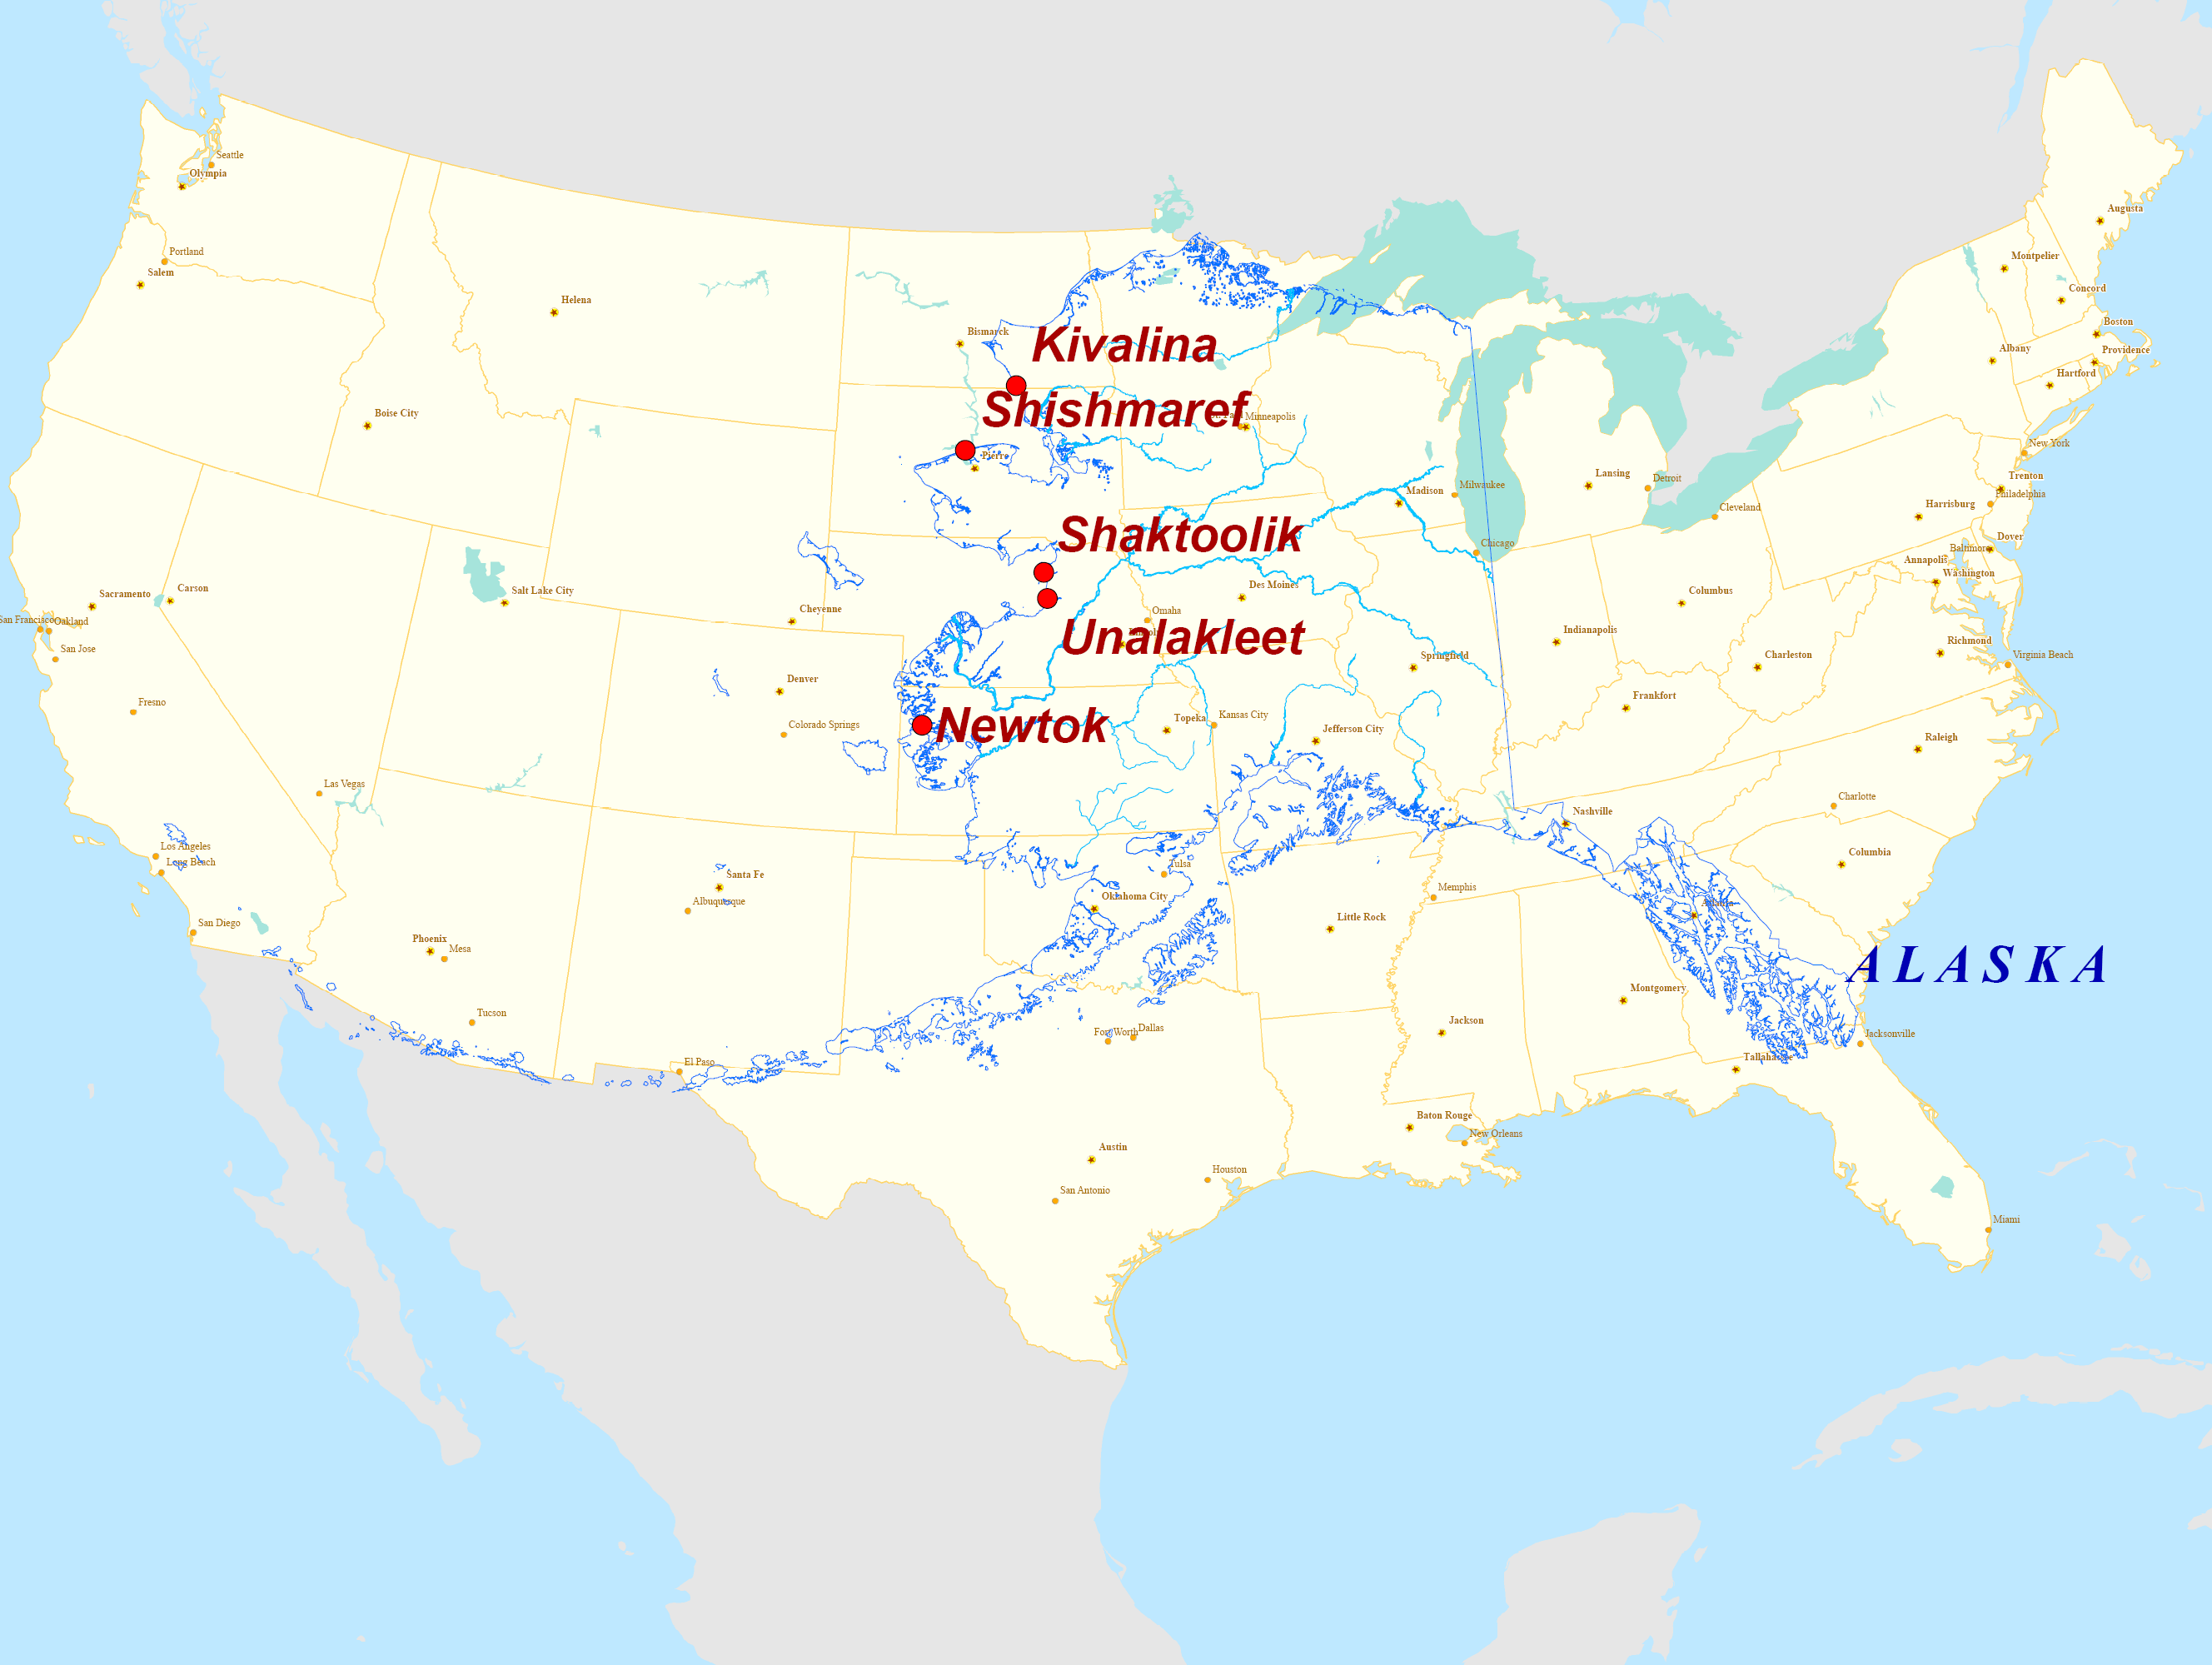 Seattle
Olympia
Portland
Salem
Helena
Bismarck
Kivalina
Shishmaref
Boise City
Minneapolis
Pierre
Augusta
Montpelier
Concord
Boston
Albany
Providence
Hartford
New York
Trenton
Philadelphia
Harrisburg
Lansing
Detroit
Madison
Milwaukee
Cleveland
Dover
Baltimore
Annapolis
Washington
Shaktoolik
Chicago
Des Moines
Omaha
Unalakleet
Salt Lake City
Cheyenne
Carson
Sacramento
San Francisco
Oakland
San Jose
Fresno
Columbus
Indianapolis
Springfield
Charleston
Richmond
Virginia Beach
Frankfort
Denver
Colorado Springs
Newtok
Topeka
Kansas City
Jefferson City
Raleigh
Las Vegas
Nashville
Charlotte
Columbia
Los Angeles
Long Beach
San Diego
Santa Fe
Albuquerque
Tulsa
Oklahoma City
Memphis
Little Rock
Atlanta
Phoenix
Mesa
Tucson
ALASKA
Montgomery
Jackson
Fort Worth
Dallas
El Paso
Jacksonville
Tallahassee
Baton Rouge
New Orleans
Austin
Houston
San Antonio
Miami